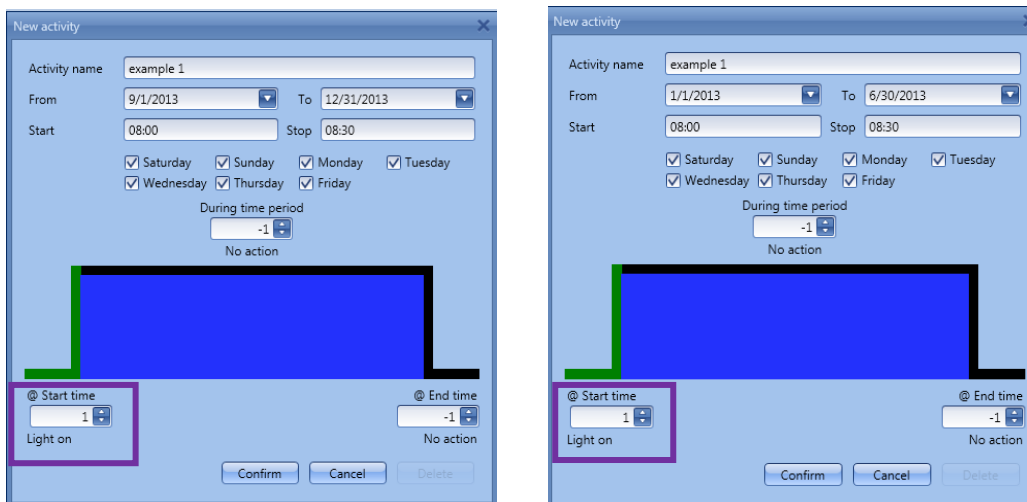 New activity
Activity name example 1
From 9/1/2013 To 12/31/2013
Start 08:00 Stop 08:30
Saturday Sunday Monday Tuesday
Wednesday Thursday Friday
During time period
-1
No action
@ Start time @ End time
1 -1
Light on No action
Confirm Cancel Delete
New activity
Activity name example 1
From 1/1/2013 To 6/30/2013
Start 08:00 Stop 08:30
Saturday Sunday Monday Tuesday
Wednesday Thursday Friday
During time period
-1
No action
@ Start time @ End time
1 -1
Light on No action
Confirm Cancel Delete